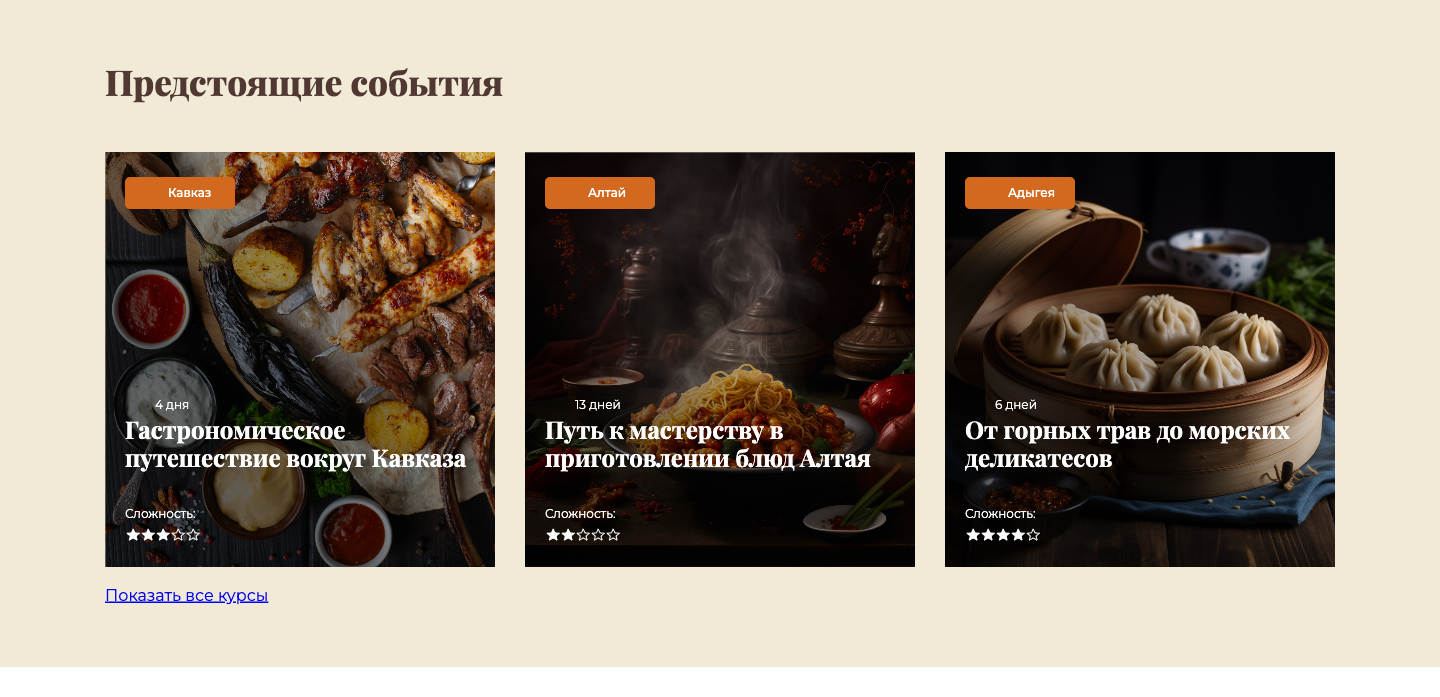 Предстоящие события
Кавказ
4 дня
Гастрономическое
путешествие вокруг Кавказа
Сложность:
Алтай
13 дней
Путь к мастерству в
приготовлении блюд Алтая
Сложность:
Адыгея
6 дней
От горных трав до морских
деликатесов
Сложность:
Показать все курсы